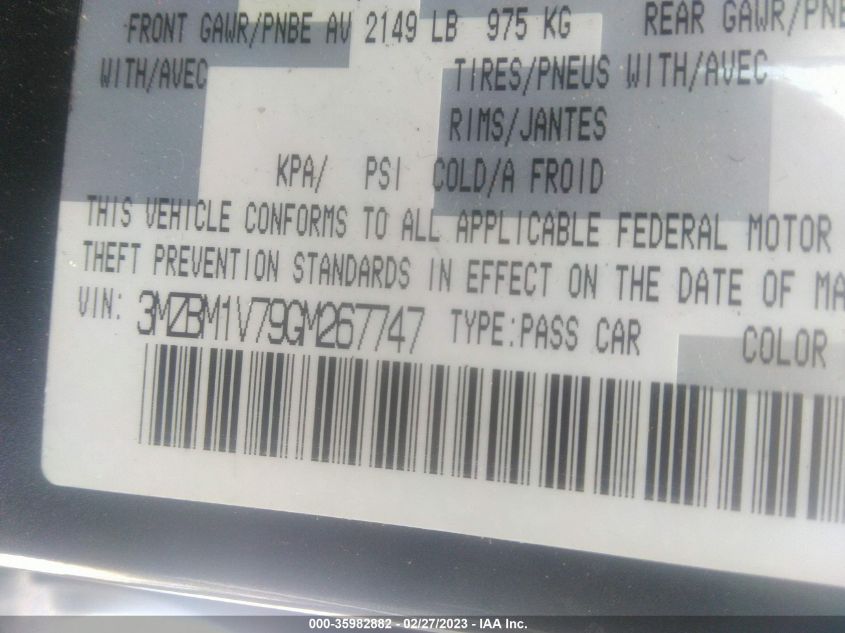 FRONT GAWR/PNBE AV 2149 LB 975 KG REAR GAWR/PNBE
WITH/AVEC TIRES/PNEUS WITH/AVEC
RIMS/JANTES
KPA/ PSI COLD/A FROID
THIS VEHICLE CONFORMS TO ALL APPLICABLE FEDERAL MOTOR
THEFT PREVENTION STANDARDS IN EFFECT ON THE DATE OF MA
VIN: 3MZBM1V79GM267747 TYPE:PASS CAR COLOR
000-35982882 - 02/27/2023 - IAA Inc.